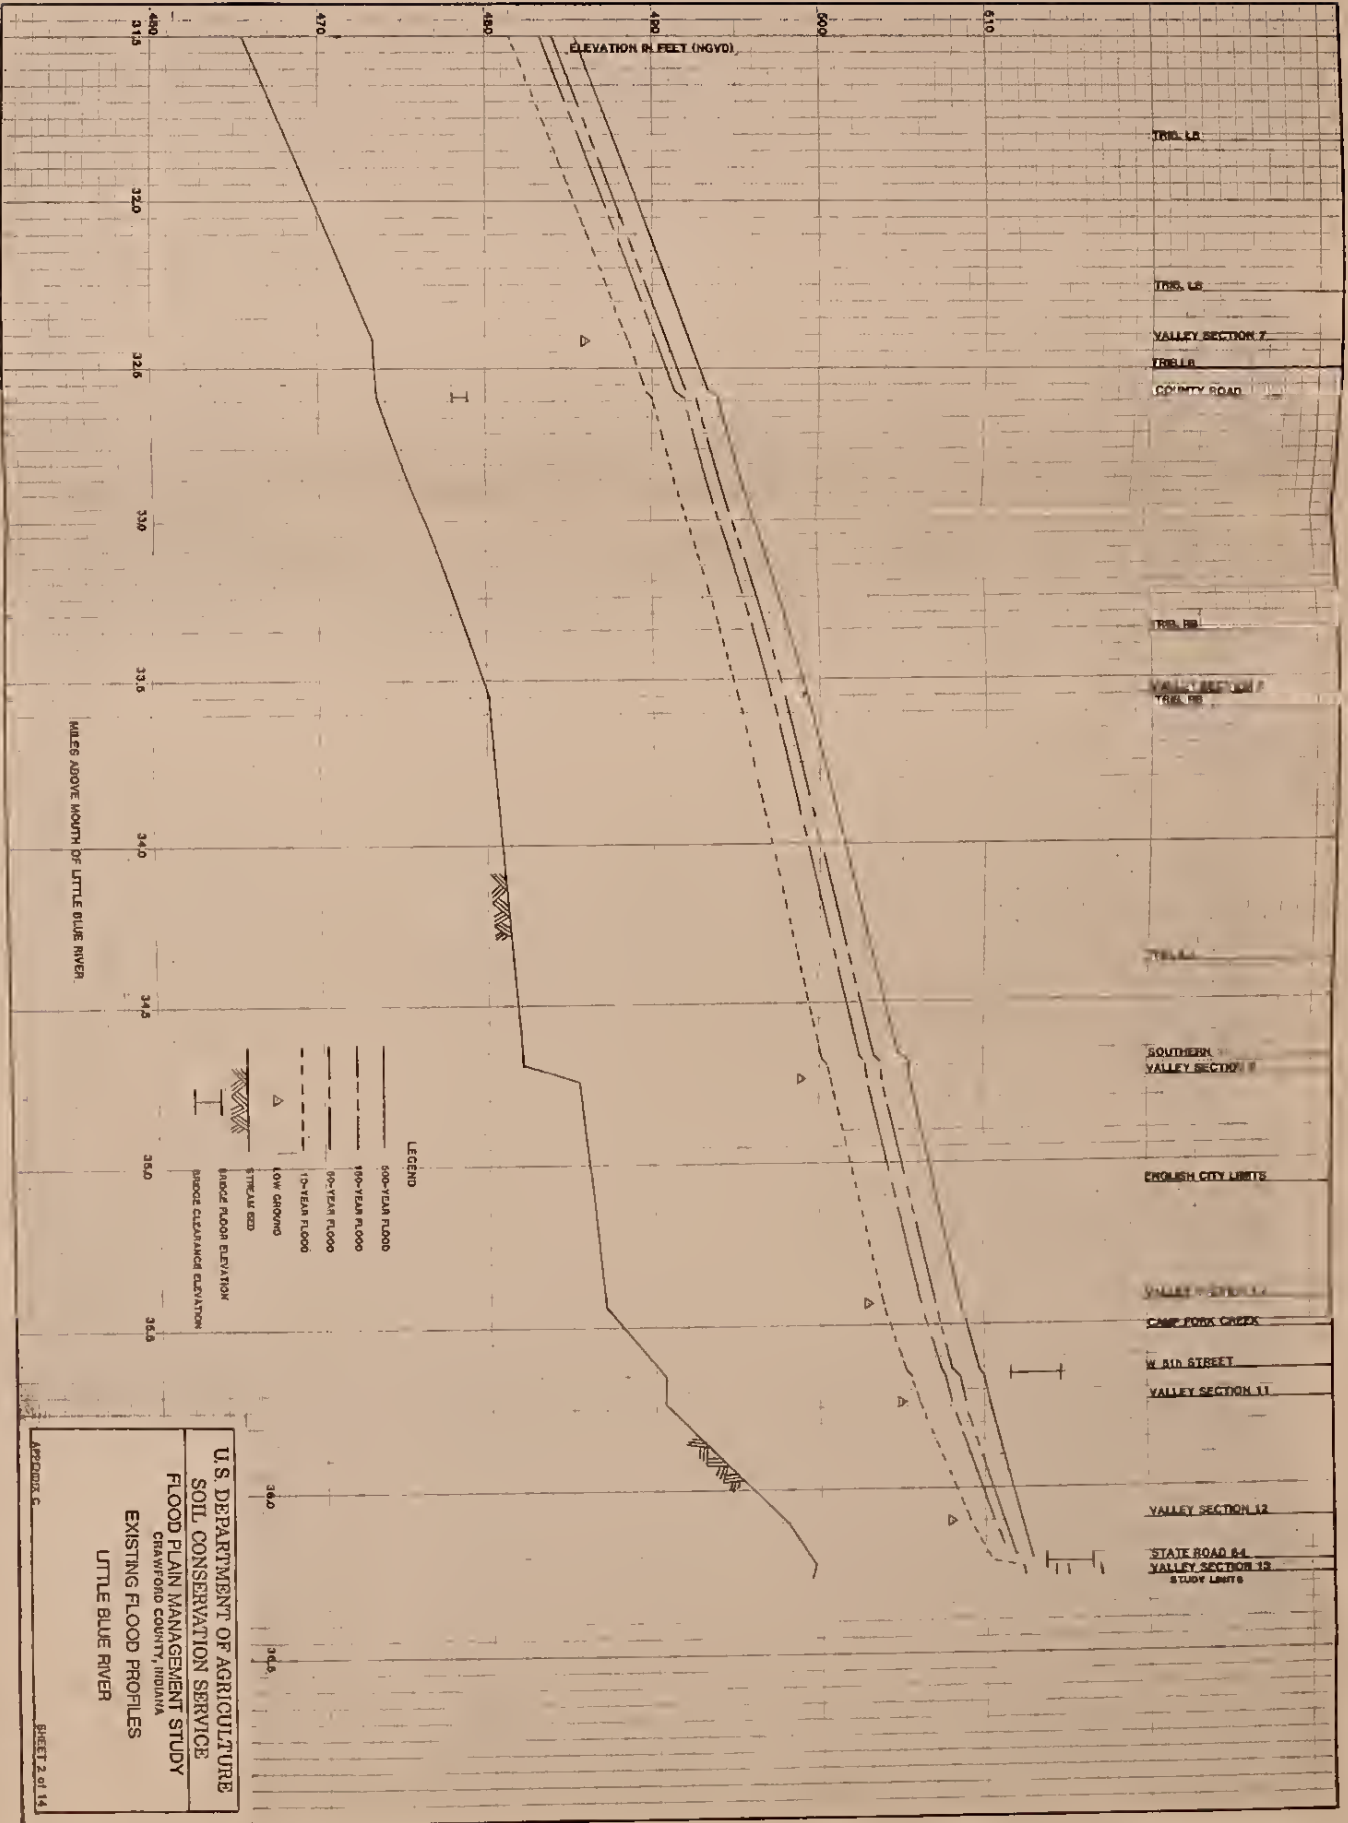 ELEVATION IN FEET (NGVD)
460
470
480
490
500
510
31.5
32.0
32.5
33.0
33.5
34.0
34.5
35.0
35.5
36.0
36.5
MILES ABOVE MOUTH OF LITTLE BLUE RIVER
TRIB. LB
TRIB. LB
VALLEY SECTION 7
TRIB. LB
COUNTY ROAD
TRIB. RB
VALLEY SECTION
TRIB. RB
SOUTHERN
VALLEY SECTION
ENGLISH CITY LIMITS
VALLEY
CAMP FORK CREEK
W 5th STREET
VALLEY SECTION 11
VALLEY SECTION 12
STATE ROAD 64
VALLEY SECTION 13
STUDY LIMITS
LEGEND
500-YEAR FLOOD
100-YEAR FLOOD
50-YEAR FLOOD
10-YEAR FLOOD
LOW GROUND
STREAM BED
BRIDGE FLOOR ELEVATION
BRIDGE CLEARANCE ELEVATION
U.S. DEPARTMENT OF AGRICULTURE
SOIL CONSERVATION SERVICE
FLOOD PLAIN MANAGEMENT STUDY
CRAWFORD COUNTY, INDIANA
EXISTING FLOOD PROFILES
LITTLE BLUE RIVER
APPENDIX C
SHEET 2 of 14